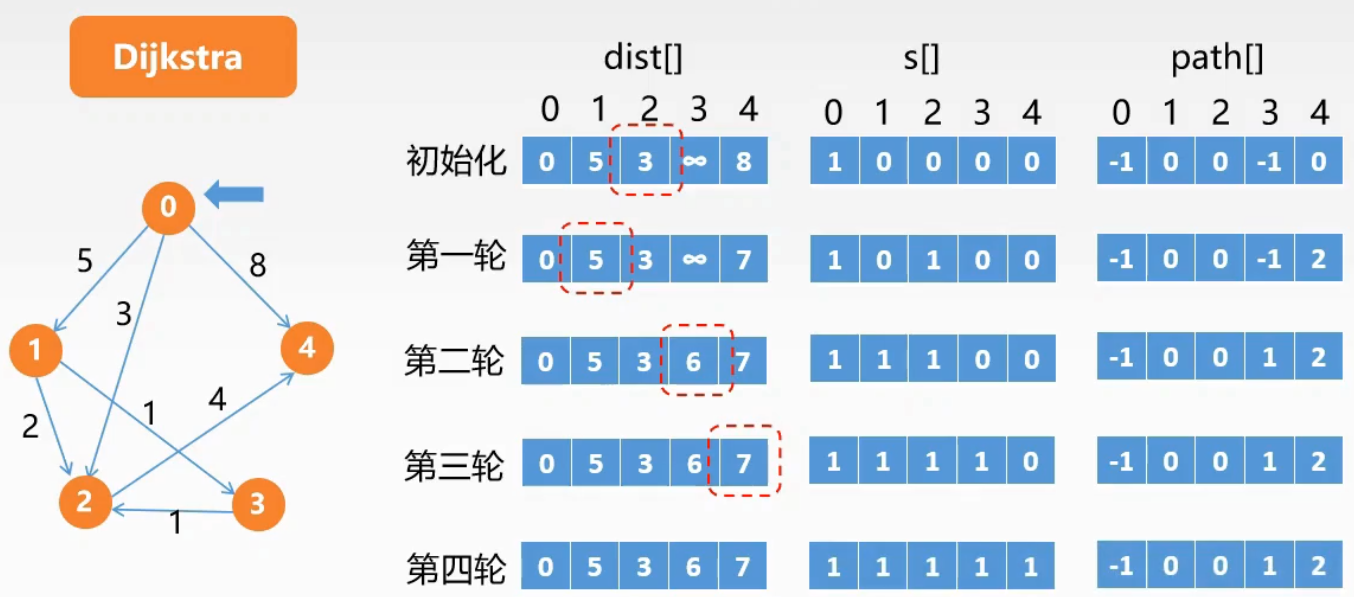 Dijkstra
dist[] s[] path[]
0 1 2 3 4 0 1 2 3 4 0 1 2 3 4
初始化 0 5 3 ∞ 8 1 0 0 0 0 -1 0 0 -1 0
第一轮 0 5 3 ∞ 7 1 0 1 0 0 -1 0 0 -1 2
第二轮 0 5 3 6 7 1 1 1 0 0 -1 0 0 1 2
第三轮 0 5 3 6 7 1 1 1 1 0 -1 0 0 1 2
第四轮 0 5 3 6 7 1 1 1 1 1 -1 0 0 1 2
0
5 8
3
1 4
2 1 4
2 3
1